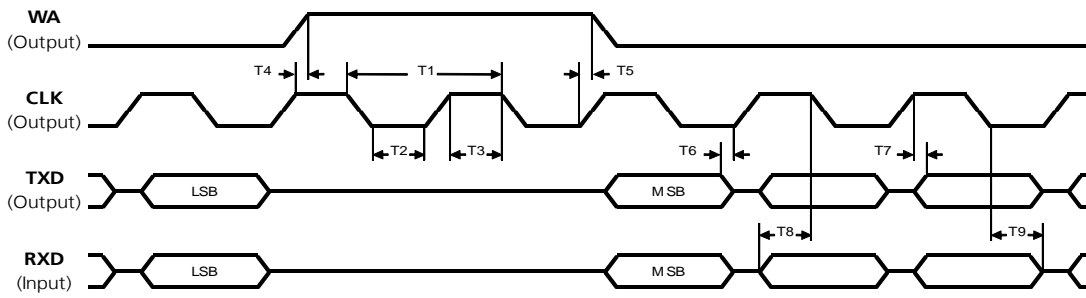 WA
(Output)
T4
T1
T5
CLK
(Output)
T2
T3
T6
T7
TXD
(Output)
LSB
MSB
T8
T9
RXD
(Input)
LSB
MSB